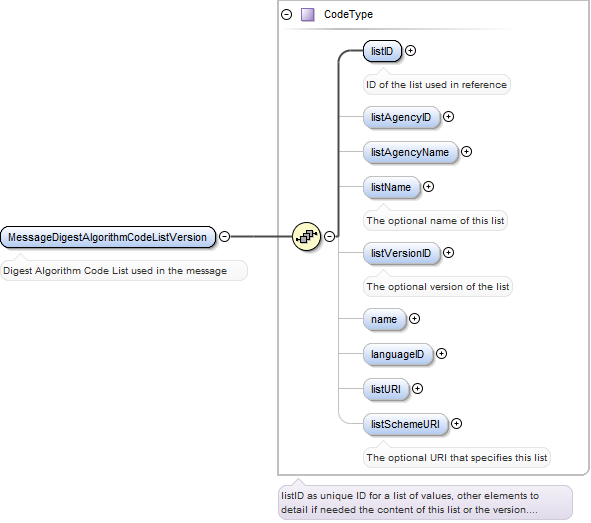 CodeType
listID
ID of the list used in reference
listAgencyID
listAgencyName
listName
The optional name of this list
MessageDigestAlgorithmCodeListVersion
Digest Algorithm Code List used in the message
listVersionID
The optional version of the list
name
languageID
listURI
listSchemeURI
The optional URI that specifies this list
listID as unique ID for a list of values, other elements to
detail if needed the content of this list or the version....